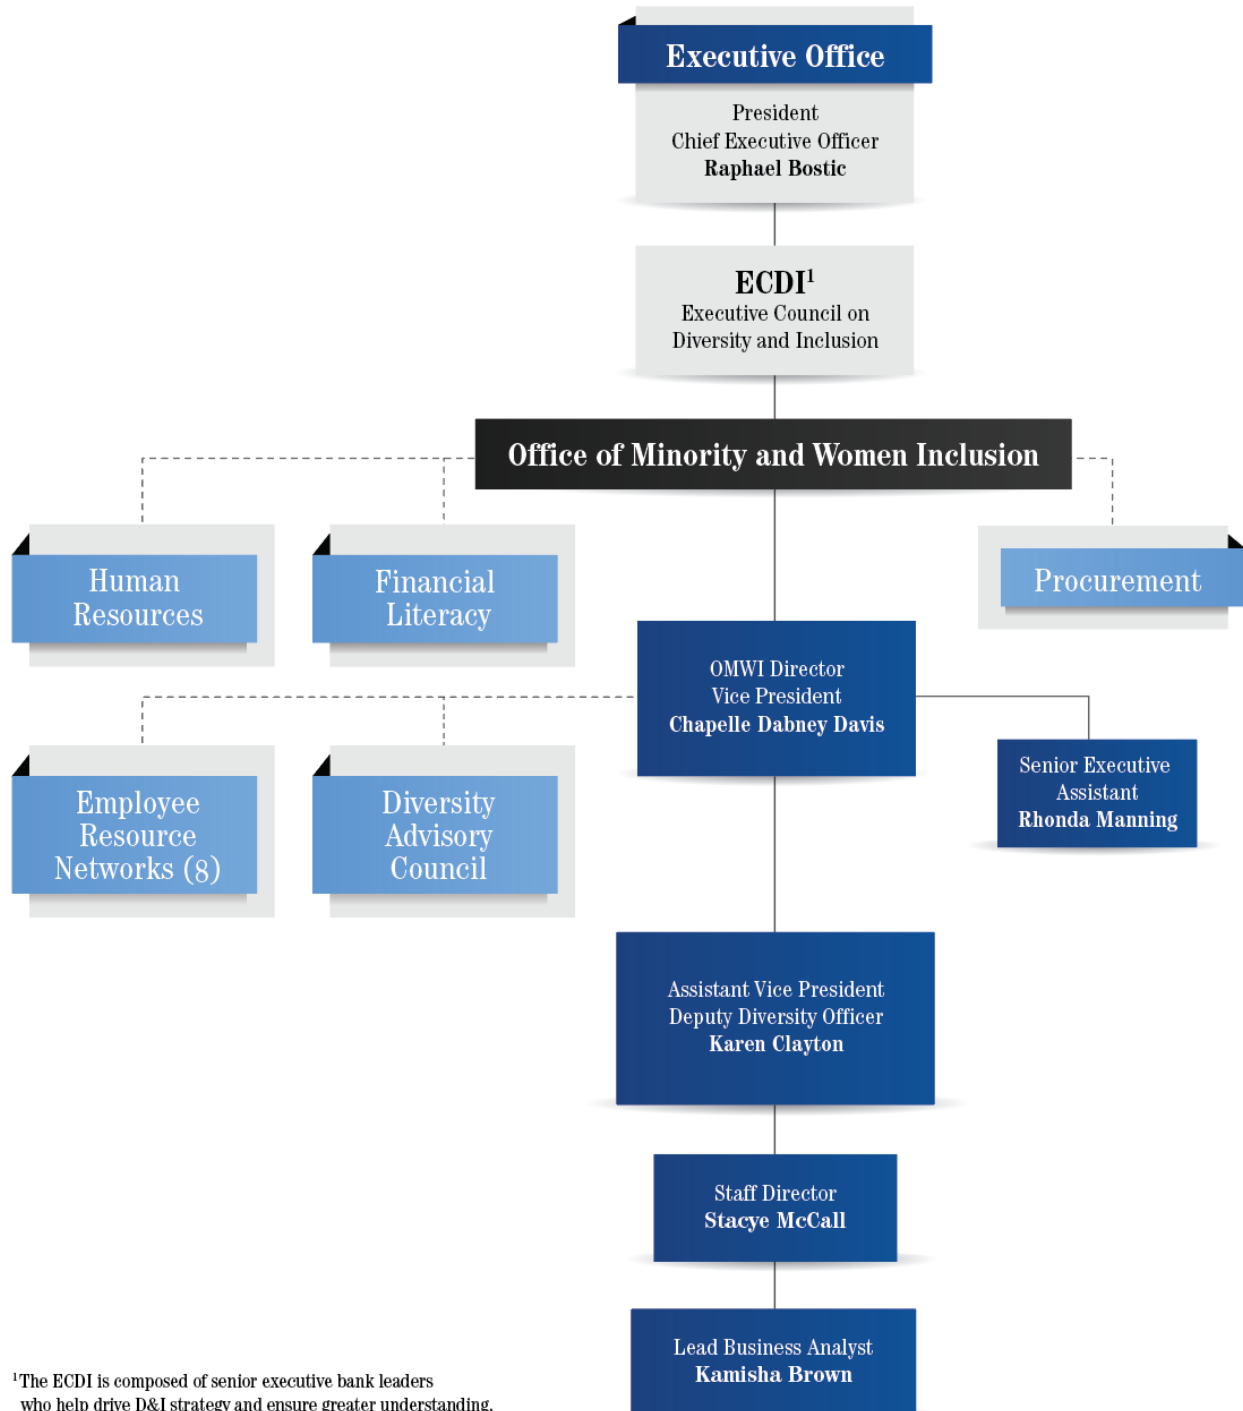 Executive Office
President
Chief Executive Officer
Raphael Bostic
ECDI¹
Executive Council on
Diversity and Inclusion
Office of Minority and Women Inclusion
Human
Resources
Financial
Literacy
Procurement
OMWI Director
Vice President
Chapelle Dabney Davis
Senior Executive
Assistant
Rhonda Manning
Employee
Resource
Networks (8)
Diversity
Advisory
Council
Assistant Vice President
Deputy Diversity Officer
Karen Clayton
Staff Director
Stacye McCall
Lead Business Analyst
Kamisha Brown
¹The ECDI is composed of senior executive bank leaders
who help drive D&I strategy and ensure greater understanding,